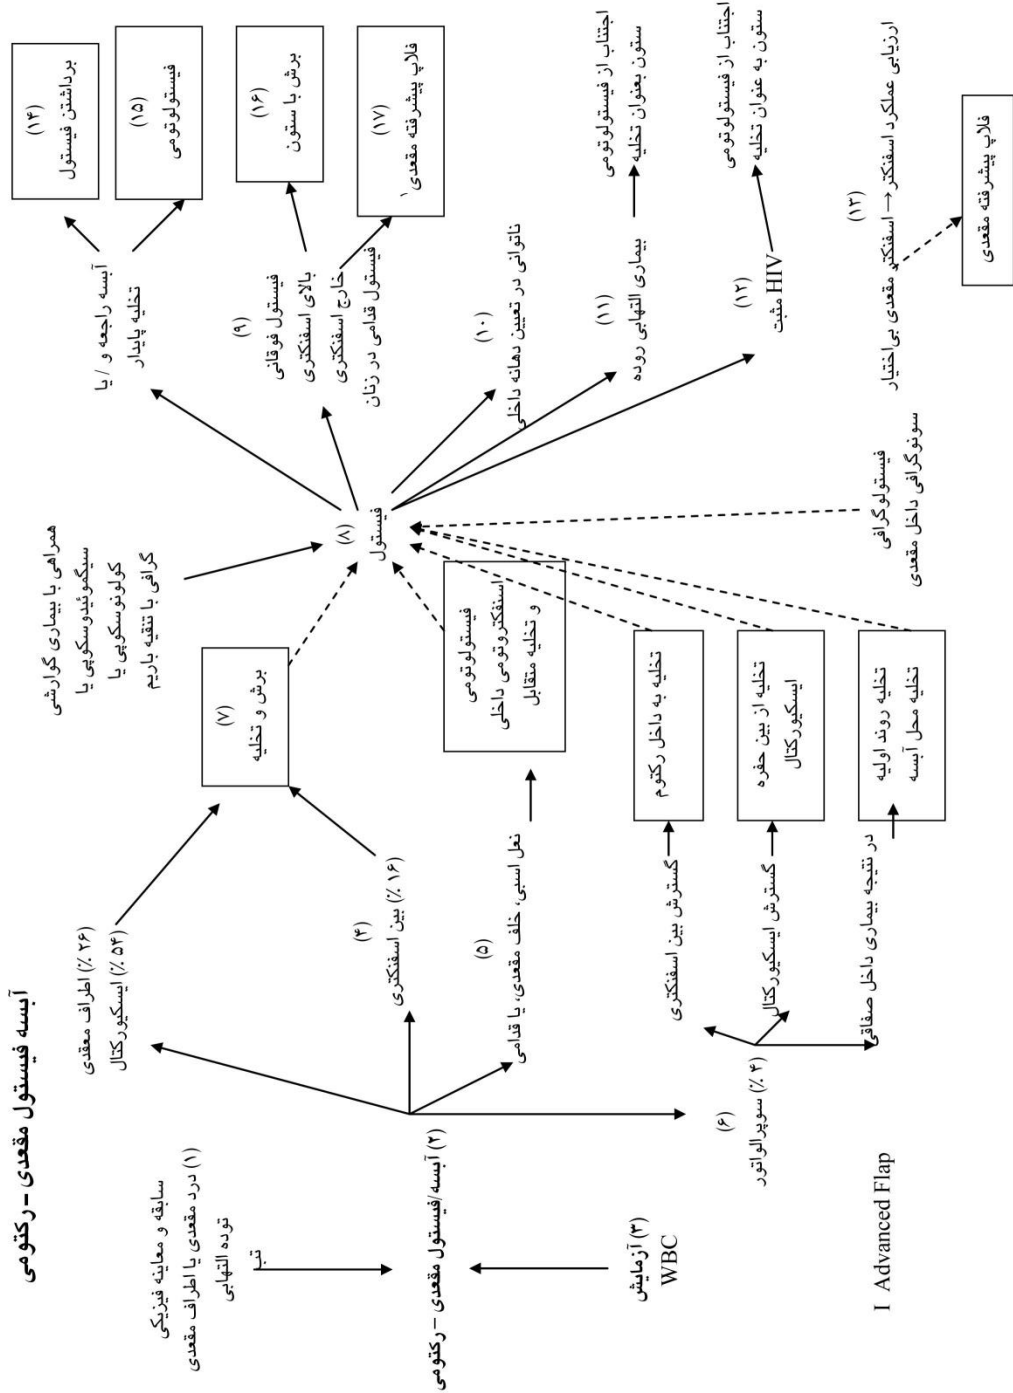 آبسه فیستول مقعدی – رکتومی
سابقه و معاینه فیزیکی
(۱) درد مقعدی یا اطراف مقعدی
توده التهابی
تب
(۲) آبسه/فیستول مقعدی – رکتومی
(۳) آزمایش
WBC
اطراف معقدی (۲۶ ٪)
ایسکیورکتال (۵۴ ٪)
(۴)
بین اسفنکتری (۱۶ ٪)
(۵)
نعل اسبی، خلف مقعدی، یا قدامی
(۶)
سوپرالواتور (۴ ٪)
گسترش بین اسفنکتری
گسترش ایسکیورکتال
در نتیجه بیماری داخل صفاقی
(۷)
برش و تخلیه
فیستولوتومی
اسنفکتروتومی داخلی
و تخلیه متقابل
تخلیه به داخل رکتوم
تخلیه از بین حفره
ایسکیورکتال
تخلیه روند اولیه
تخلیه محل آبسه
همراهی با بیماری گوارشی
سیگموئیدوسکوپی یا
کولونوسکوپی یا
گرافی با تنقیه باریم
(۸)
فیستول
فیستولوگرافی
سونوگرافی داخل مقعدی
آبسه راجعه و / یا
تخلیه پایدار
(۹)
فیستول فوقانی
بالای اسفنکتری
خارج اسفنکتری
فیستول قدامی در زنان
(۱۰)
ناتوانی در تعیین دهانه داخلی
(۱۱)
بیماری التهابی روده
(۱۲)
HIV مثبت
(۱۳)
ارزیابی عملکرد اسفنکتر → اسفنکتر مقعدی بی‌اختیار
(۱۴)
برداشتن فیستول
(۱۵)
فیستولوتومی
(۱۶)
برش با ستون
(۱۷)
فلاپ پیشرفته مقعدی۱
اجتناب از فیستولوتومی
ستون بعنوان تخلیه
اجتناب از فیستولوتومی
ستون به عنوان تخلیه
فلاپ پیشرفته مقعدی
I Advanced Flap